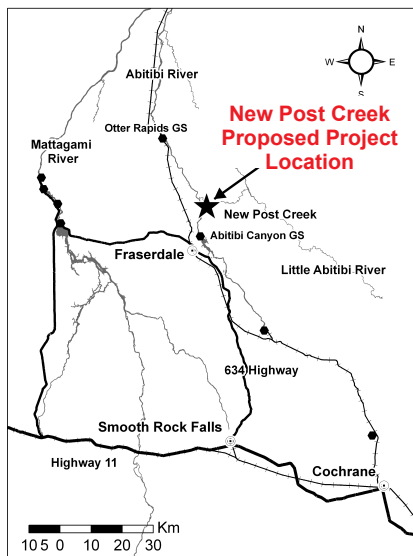 N
W E
S
Abitibi River
New Post Creek
Proposed Project
Location
Otter Rapids GS
Mattagami
River
New Post Creek
Abitibi Canyon GS
Fraserdale
Little Abitibi River
634 Highway
Smooth Rock Falls
Highway 11
Cochrane
Km
10 5 0 10 20 30